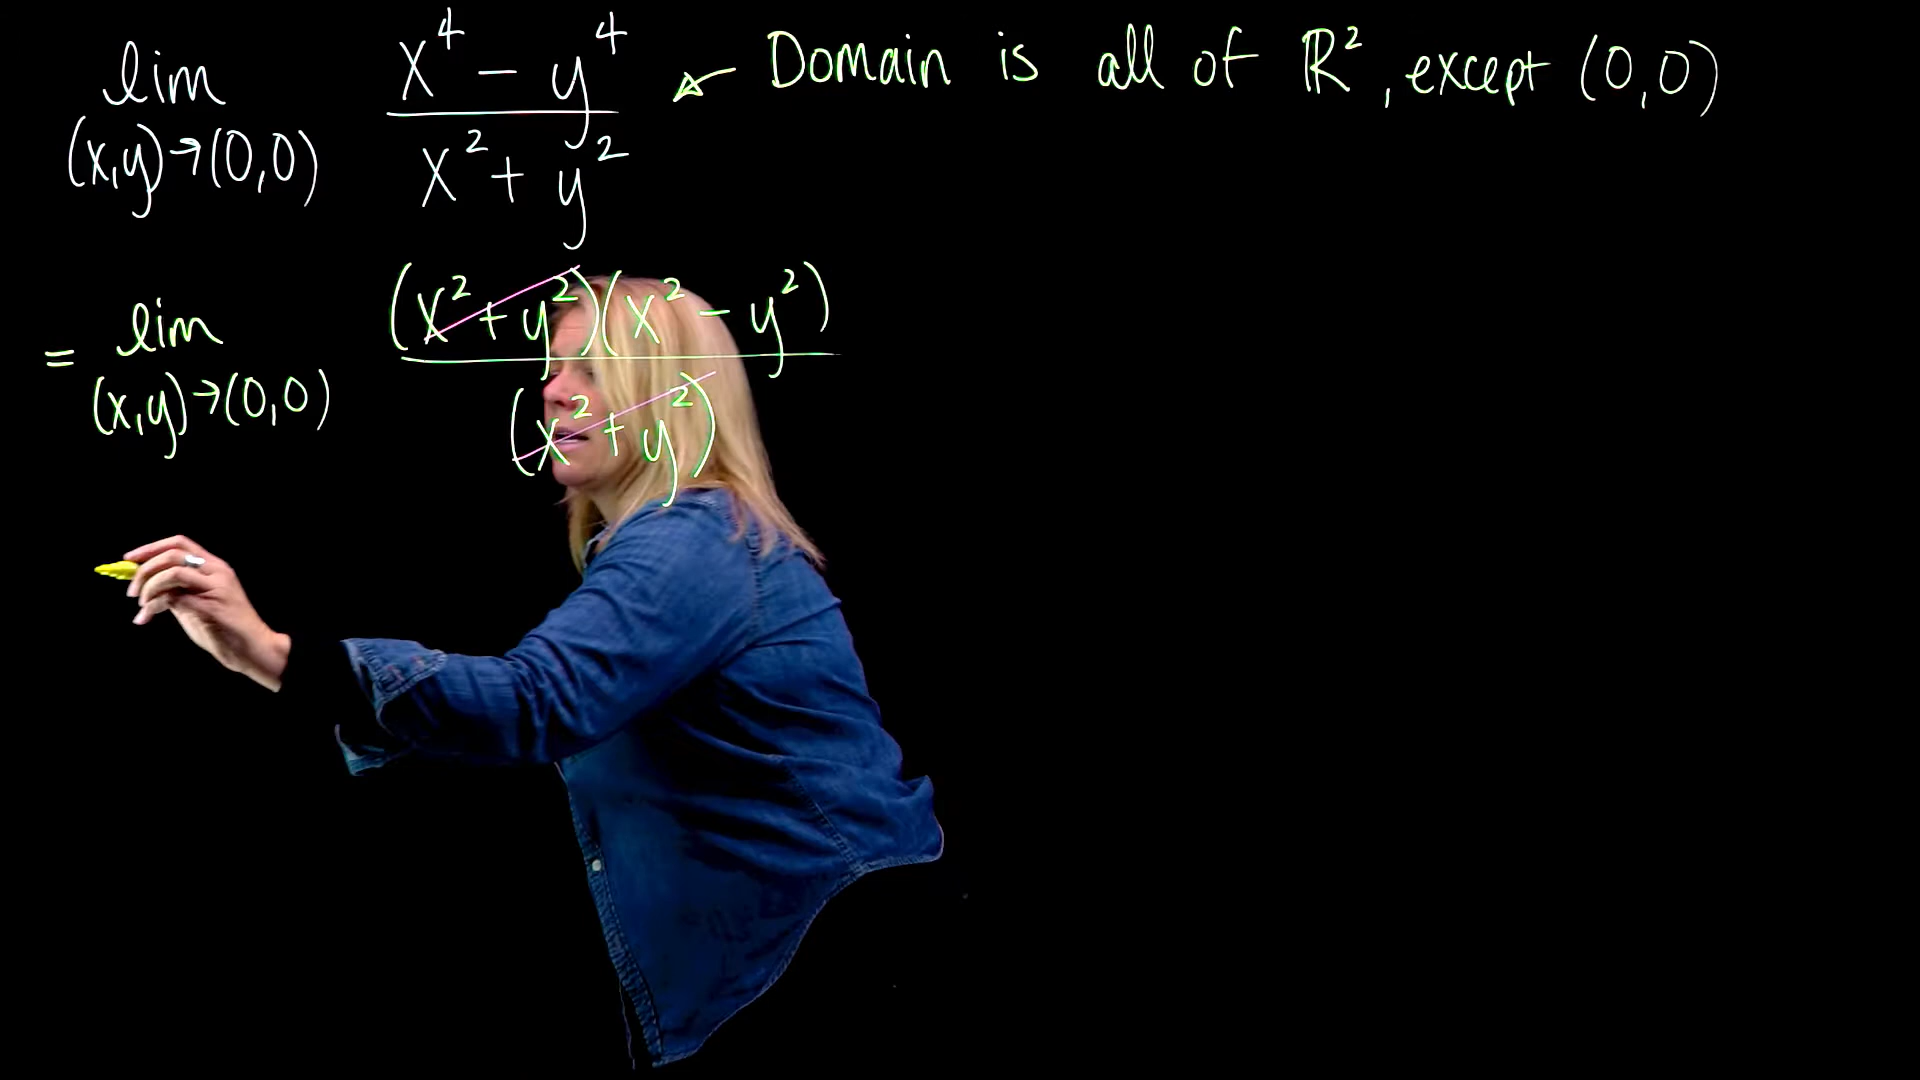 lim x⁴ - y⁴ ← Domain is all of ℝ², except (0,0)
(x,y)→(0,0) x² + y²
= lim (x² + y²)(x² - y²)
(x,y)→(0,0) (x² + y²)